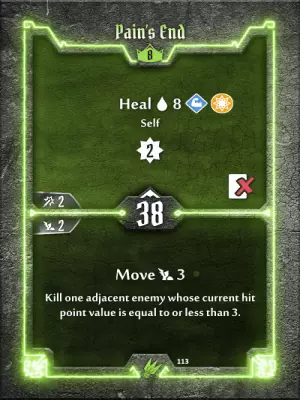 Pain's End
8
Heal 8
Self
2
2
38
2
Move 3
Kill one adjacent enemy whose current hit
point value is equal to or less than 3.
113